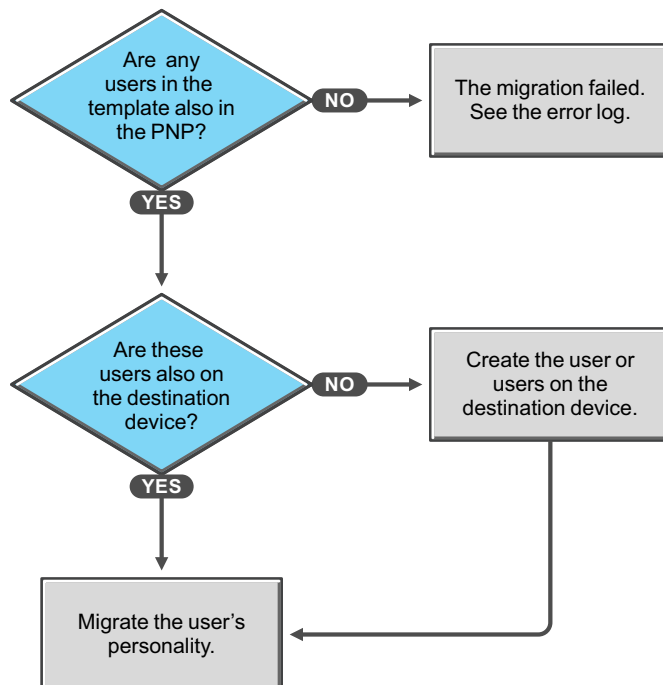 Are any
users in the
template also in
the PNP?
NO
The migration failed.
See the error log.
YES
Are these
users also on
the destination
device?
NO
Create the user or
users on the
destination device.
YES
Migrate the user’s
personality.